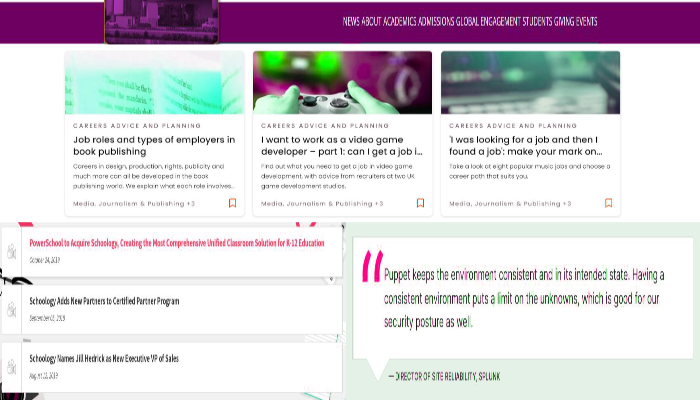 NEWS ABOUT ACADEMICS ADMISSIONS GLOBAL ENGAGEMENT STUDENTS GIVING EVENTS
CAREERS ADVICE AND PLANNING
Job roles and types of employers in
book publishing
Careers in design, production, rights, publicity and
much more can all be developed in the book
publishing world. We explain what each role involves...
Media, Journalism & Publishing +3
CAREERS ADVICE AND PLANNING
I want to work as a video game
developer – part 1: can I get a job i...
Find out what you need to get a job in video game
development, with advice from recruiters at two UK
game development studios.
Media, Journalism & Publishing +3
CAREERS ADVICE AND PLANNING
'I was looking for a job and then I
found a job': make your mark on...
Take a look at eight popular music jobs and choose a
career path that suits you.
Media, Journalism & Publishing +3
PowerSchool to Acquire Schoology, Creating the Most Comprehensive Unified Classroom Solution for K-12 Education
October 24, 2019
Schoology Adds New Partners to Certified Partner Program
September 05, 2019
Schoology Names Jill Hedrick as New Executive VP of Sales
August 13, 2019
“Puppet keeps the environment consistent and in its intended state. Having a
consistent environment puts a limit on the unknowns, which is good for our
security posture as well.
— DIRECTOR OF SITE RELIABILITY, SPLUNK